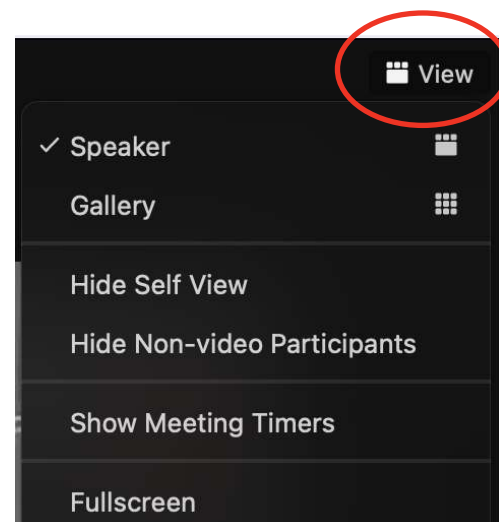 View
Speaker
Gallery
Hide Self View
Hide Non-video Participants
Show Meeting Timers
Fullscreen